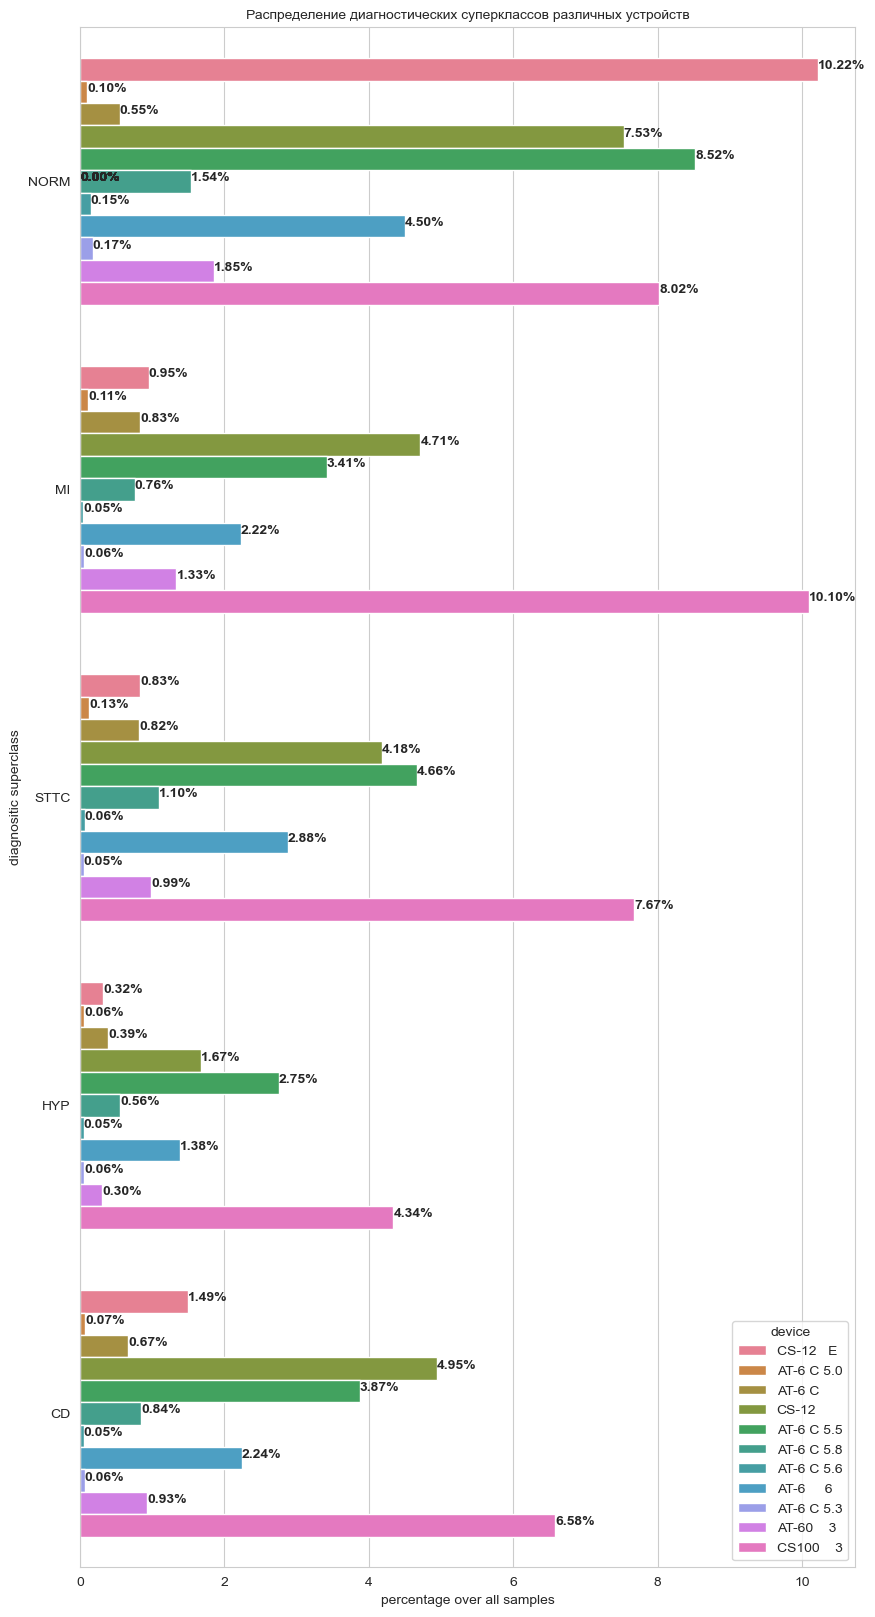 Распределение диагностических суперклассов различных устройств
10.22%
0.10%
0.55%
7.53%
8.52%
NORM
0.00%
1.54%
0.15%
4.50%
0.17%
1.85%
8.02%
0.95%
0.11%
0.83%
4.71%
3.41%
MI
0.76%
0.05%
2.22%
0.06%
1.33%
10.10%
0.83%
0.13%
0.82%
4.18%
4.66%
diagnositic superclass
STTC
1.10%
0.06%
2.88%
0.05%
0.99%
7.67%
0.32%
0.06%
0.39%
1.67%
2.75%
HYP
0.56%
0.05%
1.38%
0.06%
0.30%
4.34%
1.49%
0.07%
0.67%
4.95%
3.87%
CD
0.84%
0.05%
2.24%
0.06%
0.93%
6.58%
device
CS-12   E
AT-6 C 5.0
AT-6 C
CS-12
AT-6 C 5.5
AT-6 C 5.8
AT-6 C 5.6
AT-6     6
AT-6 C 5.3
AT-60    3
CS100    3
0 2 4 6 8 10
percentage over all samples